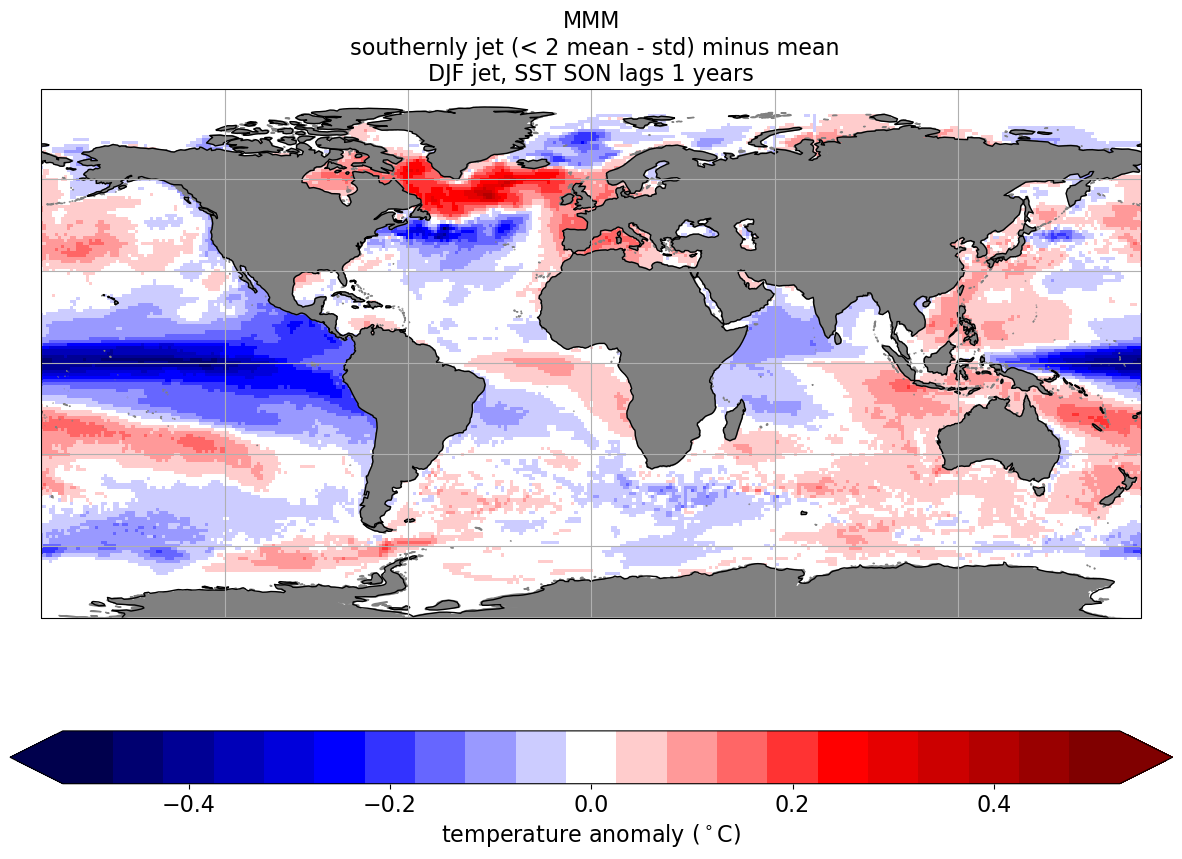 MMM
southernly jet (< 2 mean - std) minus mean
DJF jet, SST SON lags 1 years
−0.4 −0.2 0.0 0.2 0.4
temperature anomaly (°C)